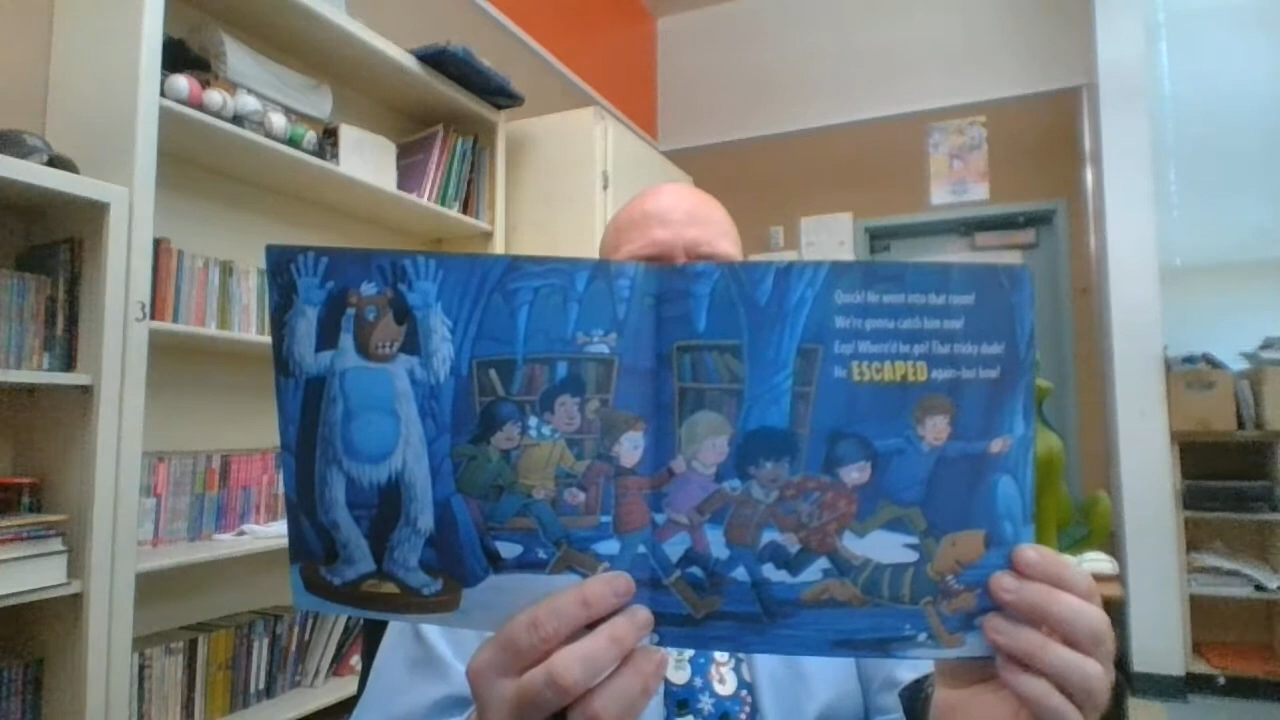 3
Quick! He went into that room!
We're gonna catch him now!
Eep! Where'd he go? That tricky dude!
He ESCAPED again—but how?